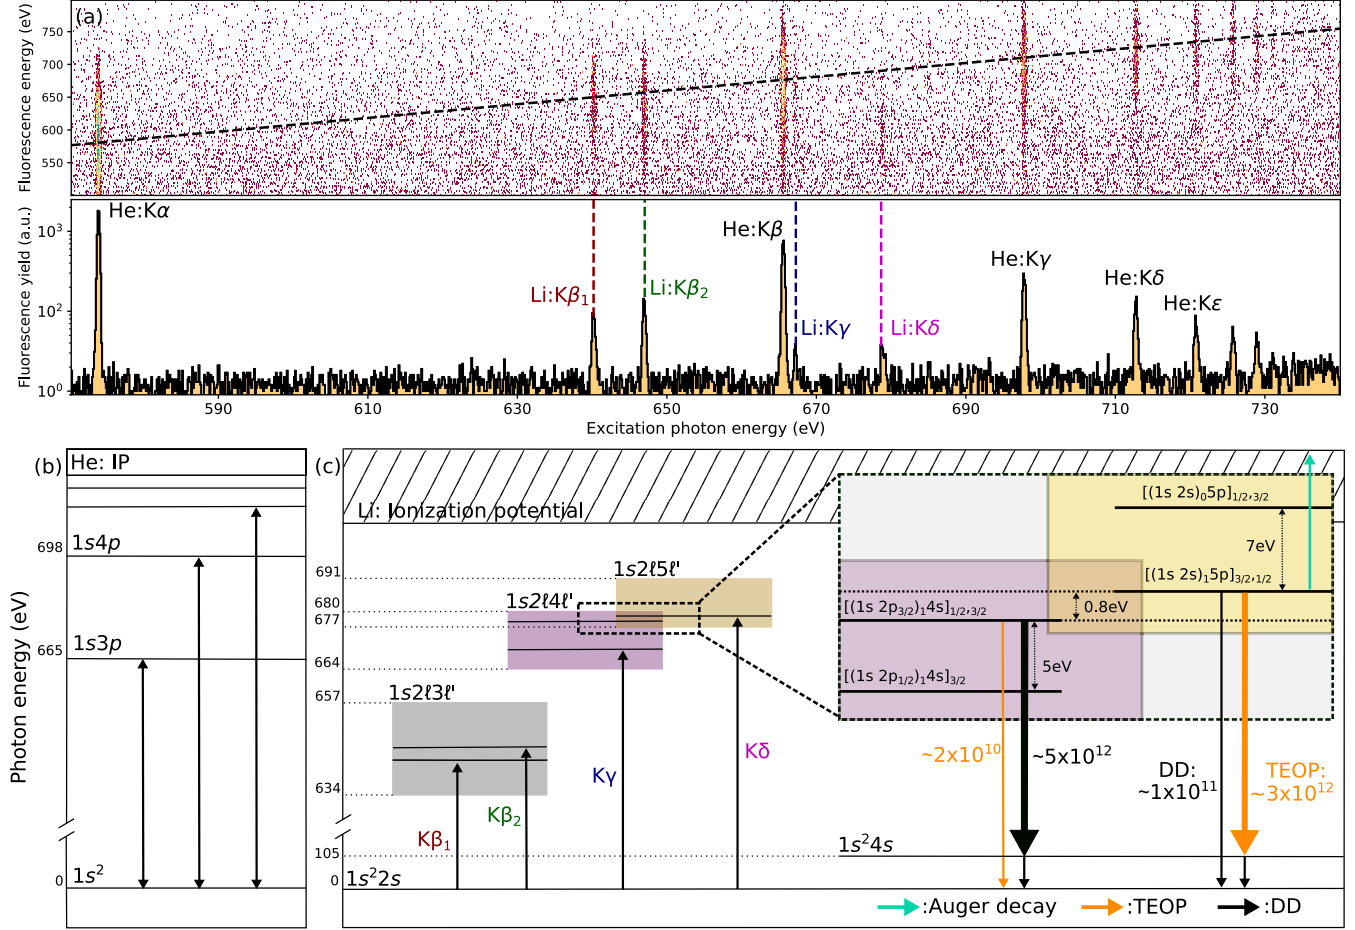 (a)
Fluorescence energy (eV)
750
700
650
600
550
Fluorescence yield (a.u.)
10³
10²
10⁰
He:Kα
Li:Kβ₁
Li:Kβ₂
He:Kβ
Li:Kγ
Li:Kδ
He:Kγ
He:Kδ
He:Kε
590 610 630 650 670 690 710 730
Excitation photon energy (eV)
(b)
He: IP
Photon energy (eV)
698
1s4p
665
1s3p
1s²
0
(c)
Li: Ionization potential
691
1s2ℓ5ℓ'
680
1s2ℓ4ℓ'
677
664
657
1s2ℓ3ℓ'
634
105
0
1s²2s
Kβ₁
Kβ₂
Kγ
Kδ
[(1s 2s)₀5p]₁/₂,₃/₂
7eV
[(1s 2s)₁5p]₃/₂,₁/₂
0.8eV
[(1s 2p₃/₂)₁4s]₁/₂,₃/₂
5eV
[(1s 2p₁/₂)₁4s]₃/₂
~2x10¹⁰
~5x10¹²
DD:
~1x10¹¹
TEOP:
~3x10¹²
1s²4s
:Auger decay
:TEOP
:DD